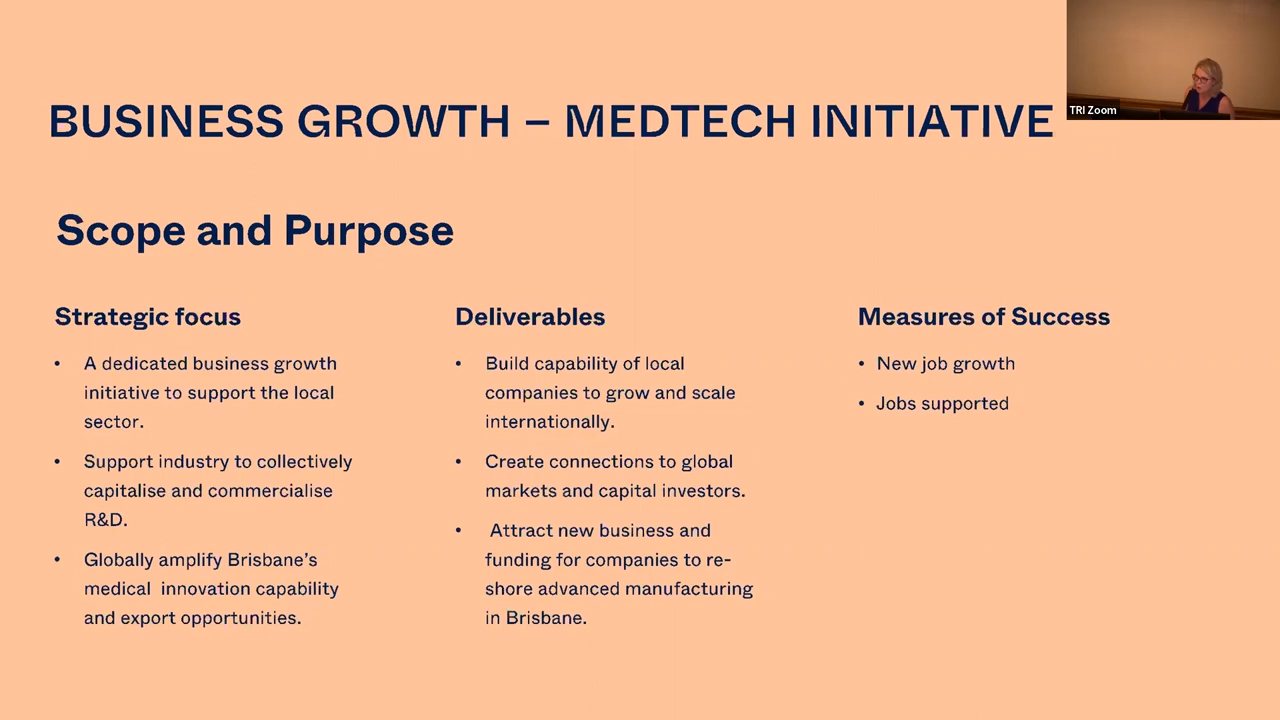 BUSINESS GROWTH – MEDTECH INITIATIVE
TRI Zoom
Scope and Purpose
Strategic focus
• A dedicated business growth
initiative to support the local
sector.
• Support industry to collectively
capitalise and commercialise
R&D.
• Globally amplify Brisbane’s
medical  innovation capability
and export opportunities.
Deliverables
• Build capability of local
companies to grow and scale
internationally.
• Create connections to global
markets and capital investors.
• Attract new business and
funding for companies to re-
shore advanced manufacturing
in Brisbane.
Measures of Success
• New job growth
• Jobs supported